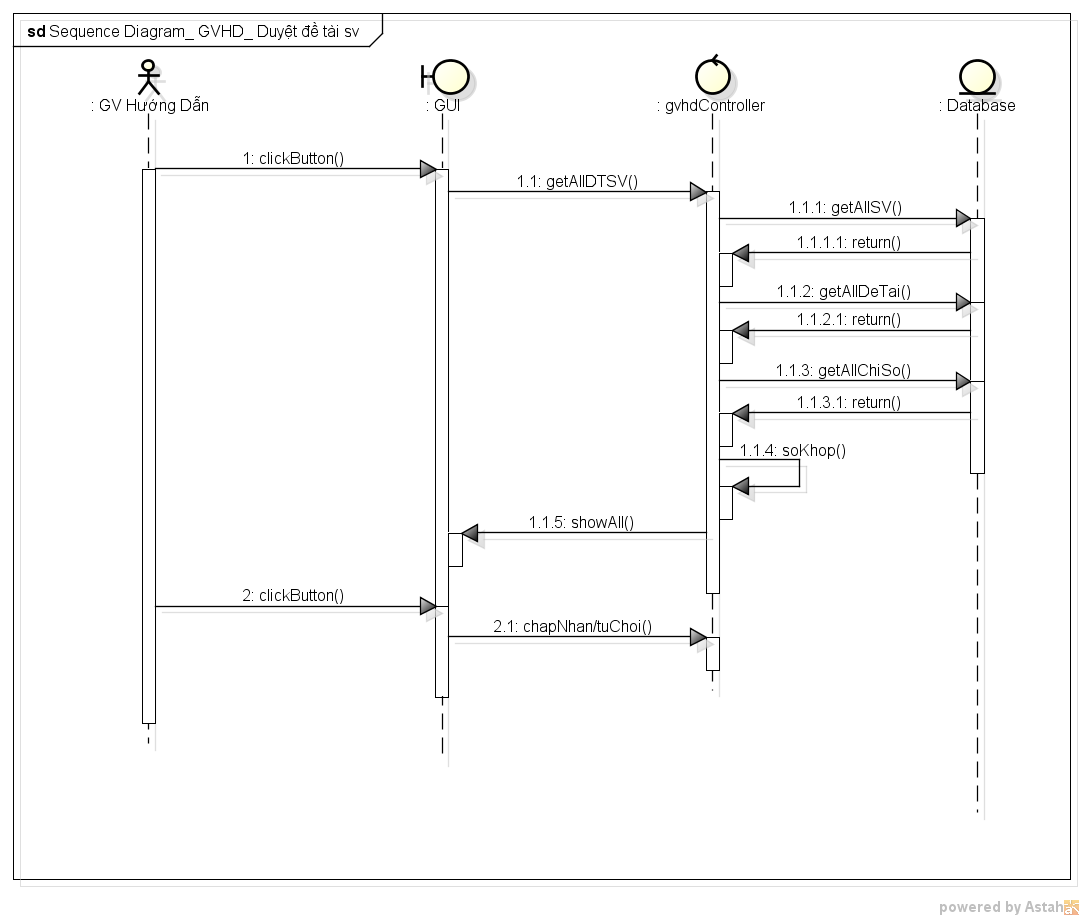 sd Sequence Diagram_ GVHD_ Duyệt đề tài sv
: GV Hướng Dẫn
: GUI
: gvhdController
: Database
1: clickButton()
1.1: getAllDTSV()
1.1.1: getAllSV()
1.1.1.1: return()
1.1.2: getAllDeTai()
1.1.2.1: return()
1.1.3: getAllChiSo()
1.1.3.1: return()
1.1.4: soKhop()
1.1.5: showAll()
2: clickButton()
2.1: chapNhan/tuChoi()
powered by Astah